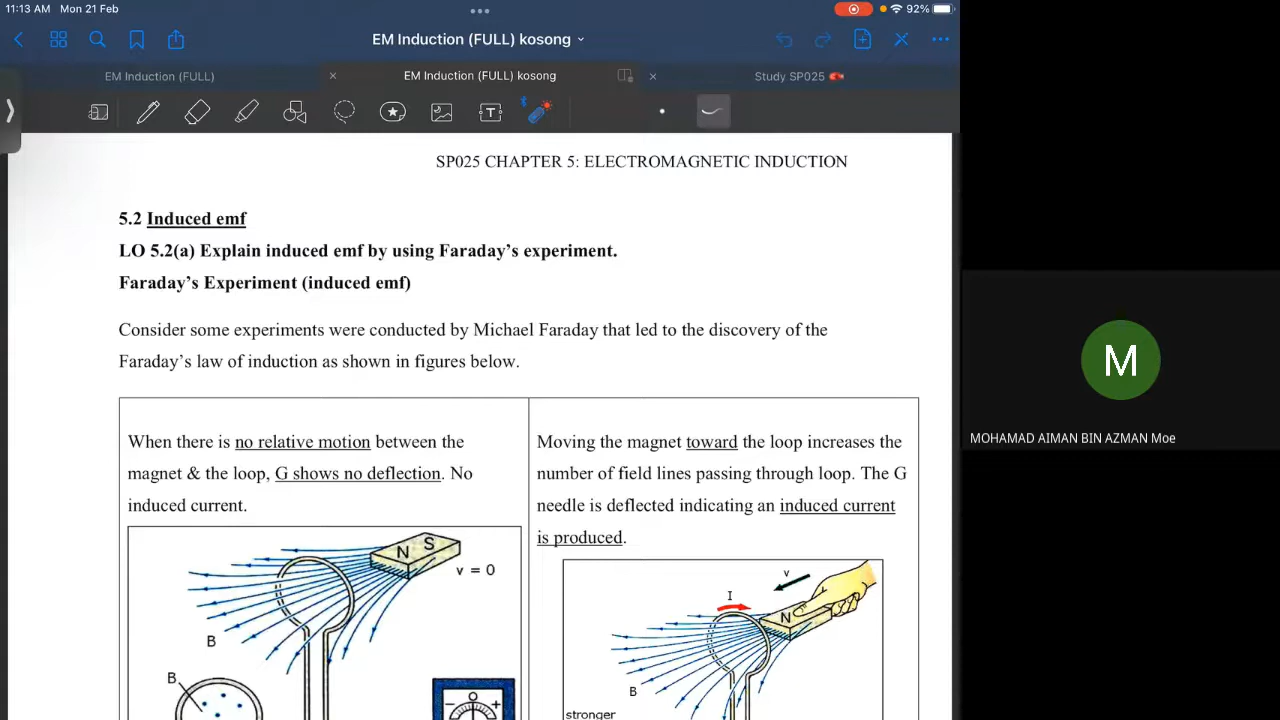 11:13 AM Mon 21 Feb
92%
EM Induction (FULL) kosong
EM Induction (FULL)
EM Induction (FULL) kosong
Study SP025
T
SP025 CHAPTER 5: ELECTROMAGNETIC INDUCTION
5.2 Induced emf
LO 5.2(a) Explain induced emf by using Faraday’s experiment.
Faraday’s Experiment (induced emf)
Consider some experiments were conducted by Michael Faraday that led to the discovery of the
Faraday’s law of induction as shown in figures below.
When there is no relative motion between the
magnet & the loop, G shows no deflection. No
induced current.
N S
v = 0
B
B
O
- +
Moving the magnet toward the loop increases the
number of field lines passing through loop. The G
needle is deflected indicating an induced current
is produced.
v
I
N
B
stronger
M
MOHAMAD AIMAN BIN AZMAN Moe